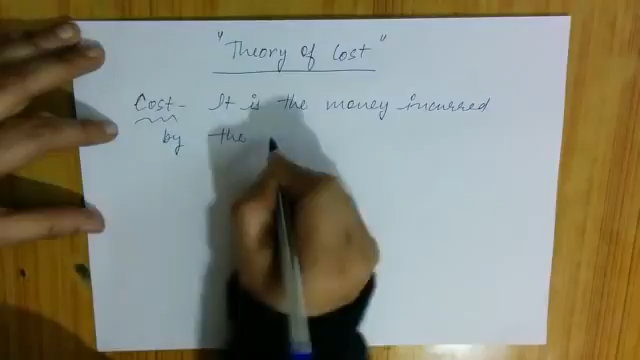 "Theory of Cost"
Cost- It is the money incurred
by the